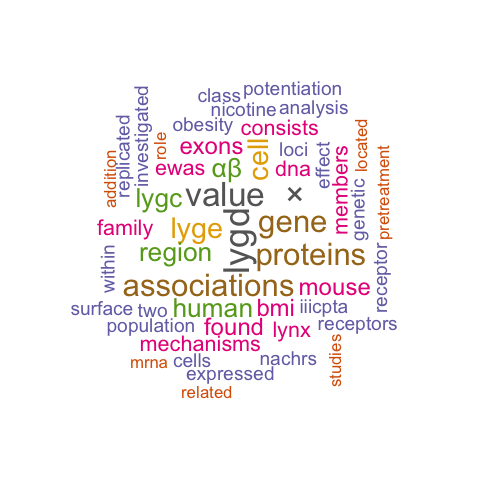 potentiation
class
nicotine analysis
investigated
replicated
addition
role
obesity consists
exons cell loci effect
ewas αβ dna members located
genetic pretreatment
lygc value ×
family lyge lygd gene
region proteins receptor
within
associations mouse
surface two human bmi iiicpta
population found lynx receptors
mechanisms
mrna cells nachrs studies
expressed
related